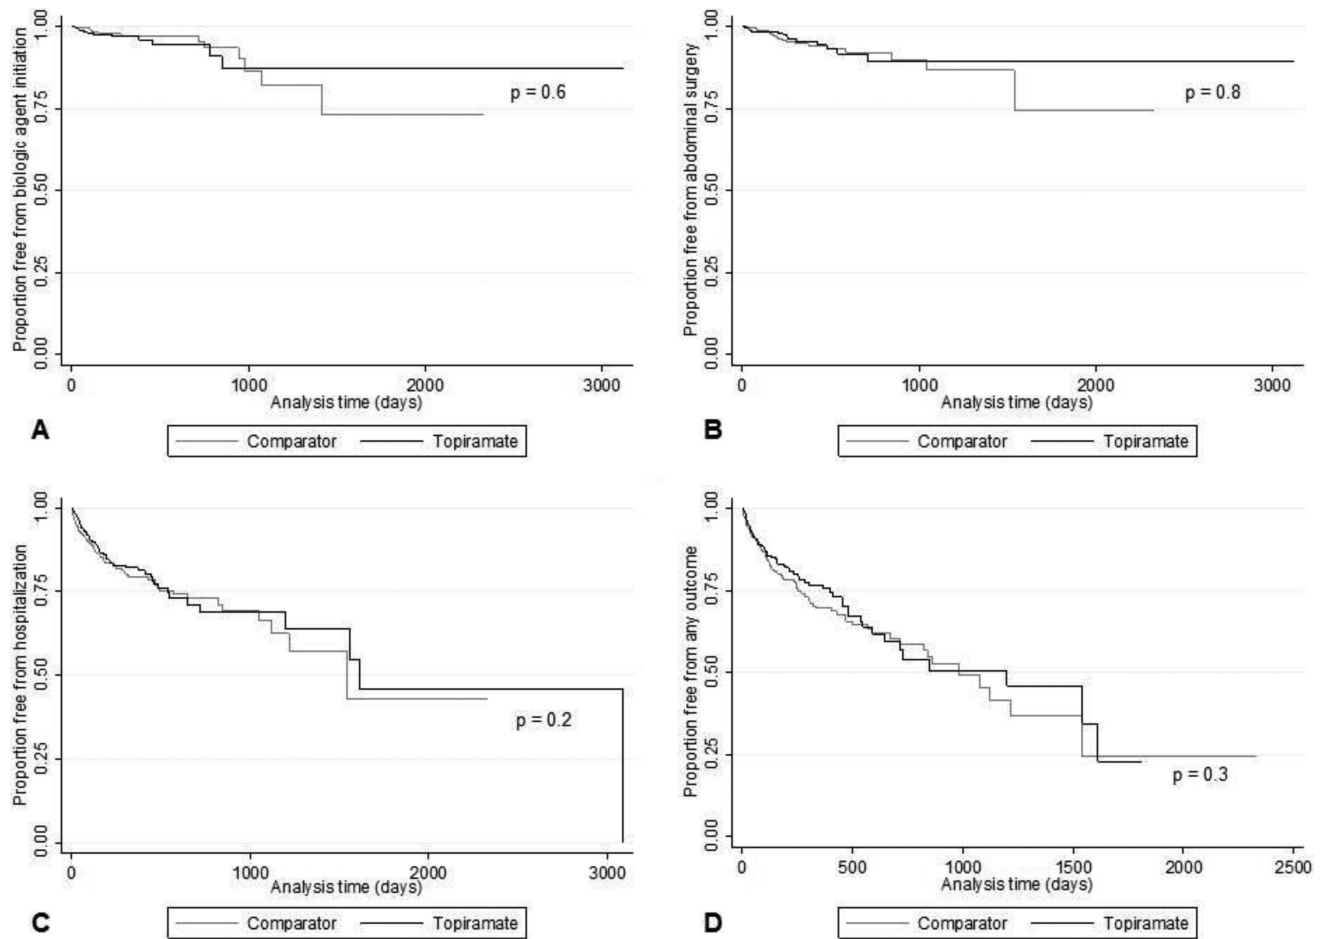 Proportion free from biologic agent initiation
0.00 0.25 0.50 0.75 1.00
p = 0.6
0 1000 2000 3000
Analysis time (days)
A
Comparator Topiramate
Proportion free from abdominal surgery
0.00 0.25 0.50 0.75 1.00
p = 0.8
0 1000 2000 3000
Analysis time (days)
B
Comparator Topiramate
Proportion free from hospitalization
0.00 0.25 0.50 0.75 1.00
p = 0.2
0 1000 2000 3000
Analysis time (days)
C
Comparator Topiramate
Proportion free from any outcome
0.00 0.25 0.50 0.75 1.00
p = 0.3
0 500 1000 1500 2000 2500
Analysis time (days)
D
Comparator Topiramate